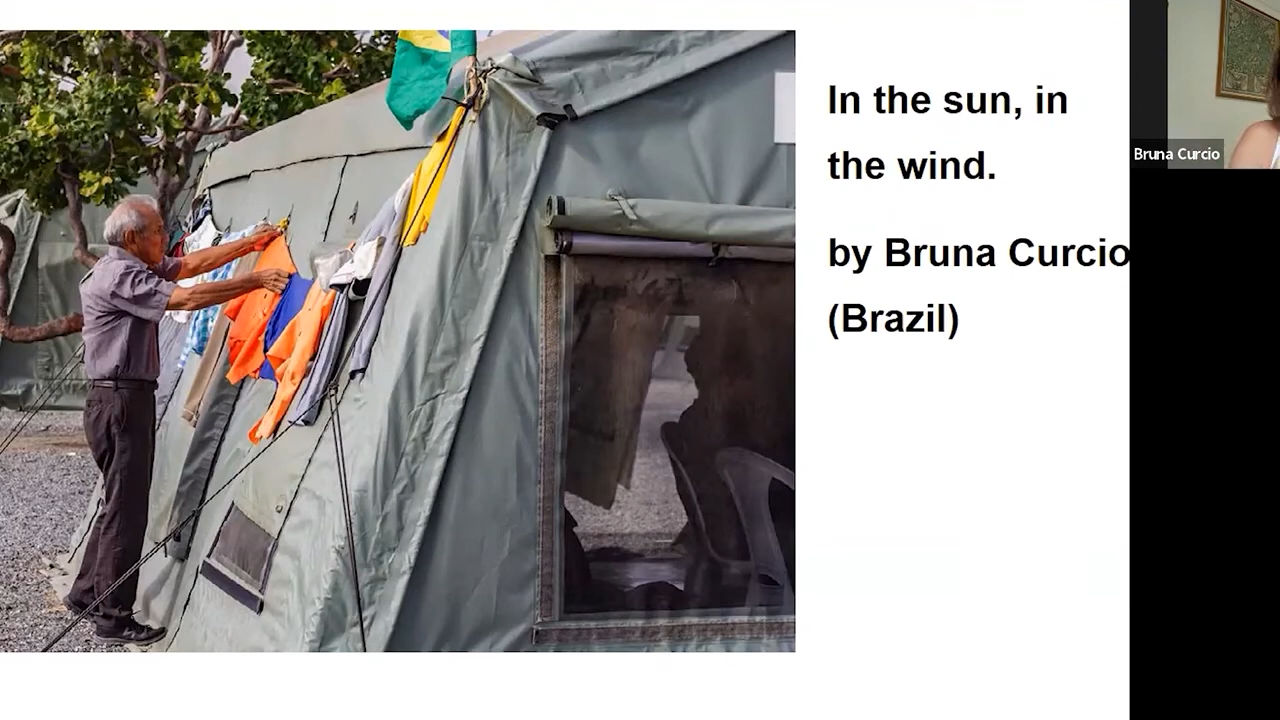 In the sun, in
the wind.
by Bruna Curcio
(Brazil)
Bruna Curcio